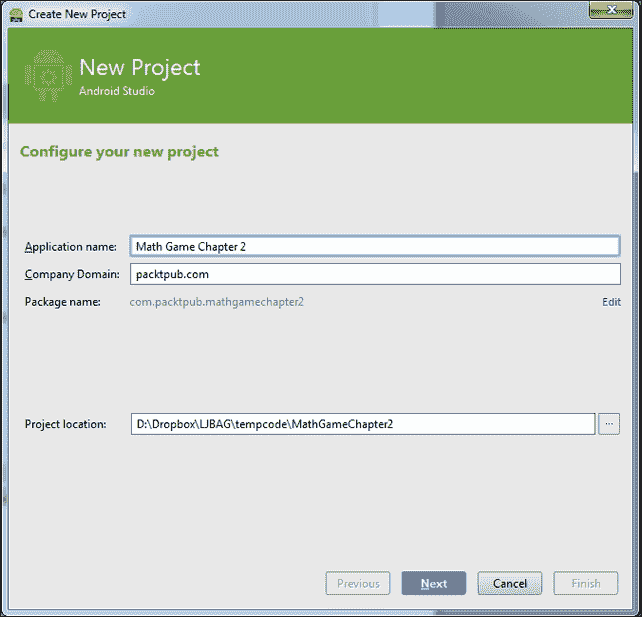 Create New Project
New Project
Android Studio
Configure your new project
Application name: Math Game Chapter 2
Company Domain: packtpub.com
Package name: com.packtpub.mathgamechapter2 Edit
Project location: D:\Dropbox\LJBAG\tempcode\MathGameChapter2 ...
Previous Next Cancel Finish